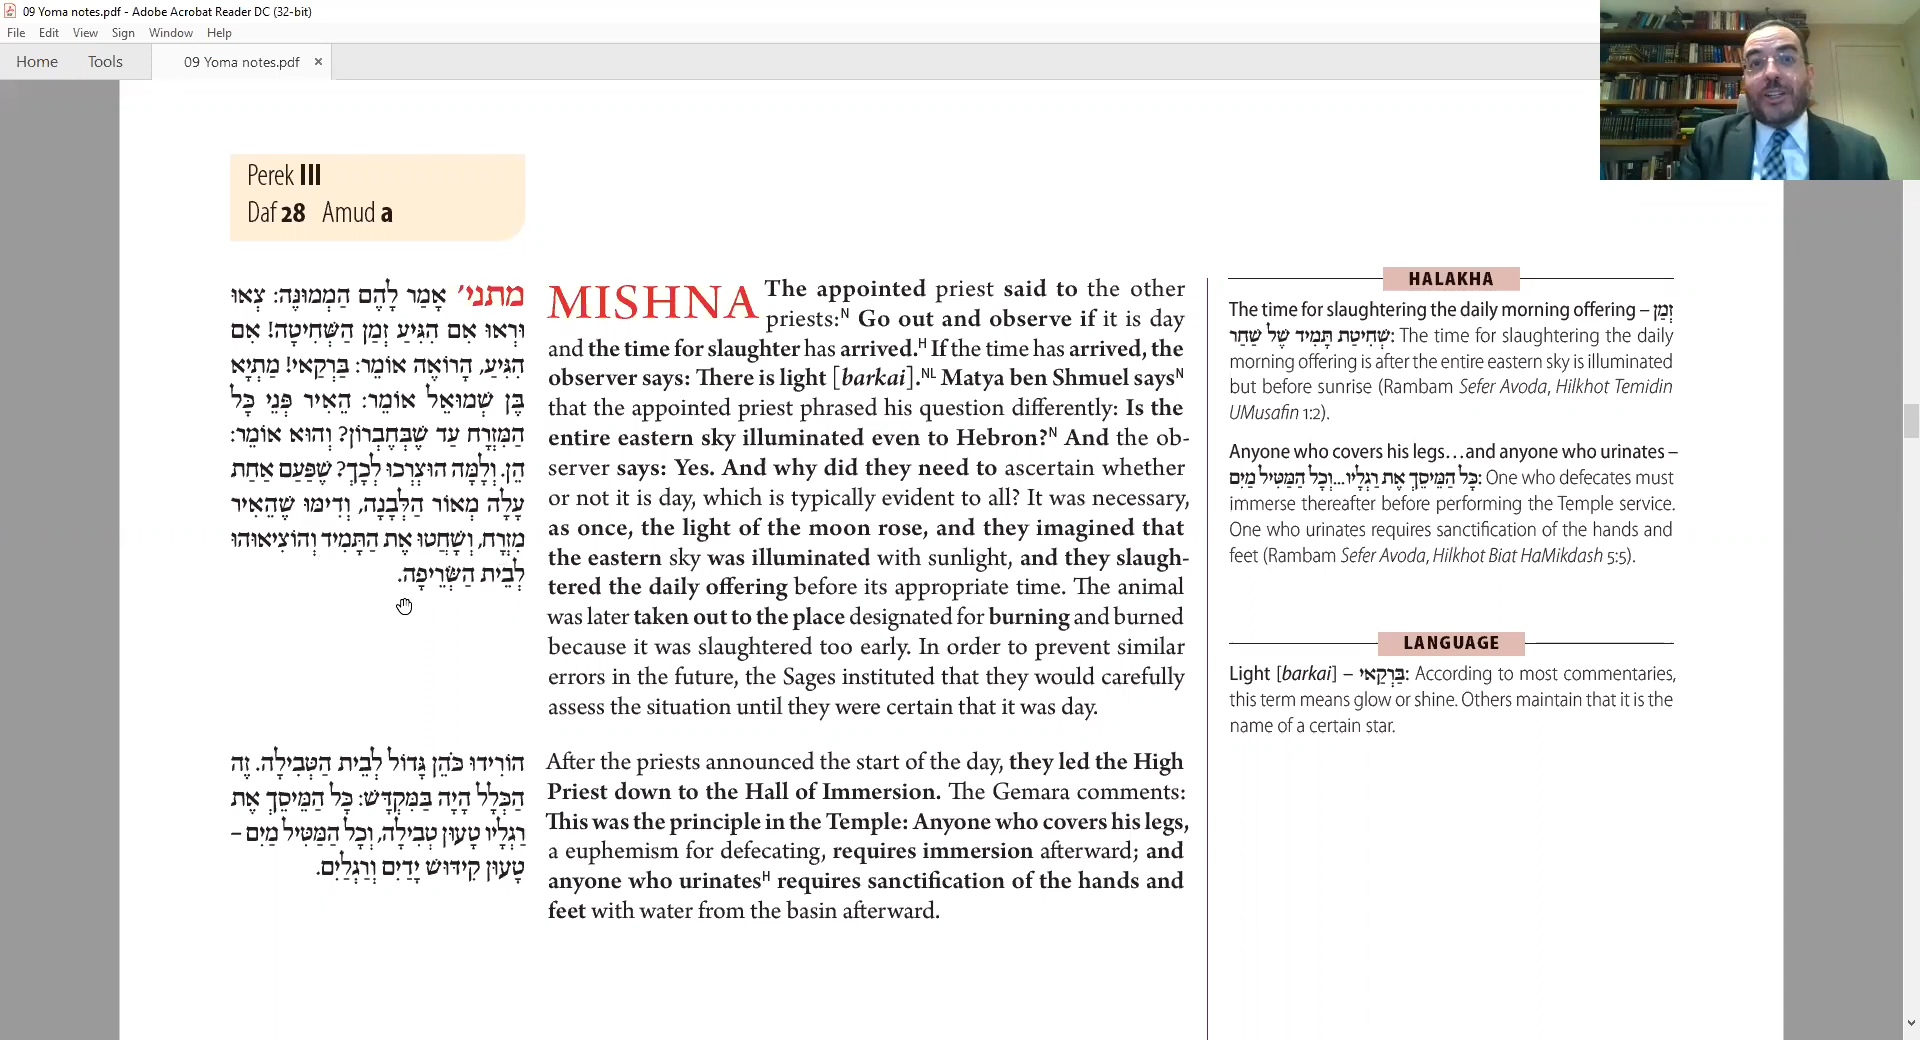 09 Yoma notes.pdf - Adobe Acrobat Reader DC (32-bit)
File Edit View Sign Window Help
Home Tools 09 Yoma notes.pdf ×
Perek III
Daf 28 Amud a
מתני׳ אָמַר לָהֶם הַמְמוּנֶּה: צְאוּ
וּרְאוּ אִם הִגִּיעַ זְמַן הַשְּׁחִיטָה! אִם
הִגִּיעַ, הָרוֹאֶה אוֹמֵר: בַּרְקַאי! מַתְיָא
בֶּן שְׁמוּאֵל אוֹמֵר: הֵאִיר פְּנֵי כָּל
הַמִּזְרָח עַד שֶׁבְּחֶבְרוֹן? וְהוּא אוֹמֵר:
הֵן. וְלָמָּה הוּצְרְכוּ לְכָךְ? שֶׁפַּעַם אַחַת
עָלָה מְאוֹר הַלְּבָנָה, וְדִימּוּ שֶׁהֵאִיר
מִזְרָח, וְשָׁחֲטוּ אֶת הַתָּמִיד וְהוֹצִיאוּהוּ
לְבֵית הַשְּׂרֵיפָה.
הוֹרִידוּ כֹּהֵן גָּדוֹל לְבֵית הַטְּבִילָה. זֶה
הַכְּלָל הָיָה בַּמִּקְדָּשׁ: כָּל הַמֵּיסֵךְ אֶת
רַגְלָיו טָעוּן טְבִילָה, וְכָל הַמַּטִּיל מַיִם –
טָעוּן קִידּוּשׁ יָדַיִם וְרַגְלַיִם.
MISHNA The appointed priest said to the other
priests:N Go out and observe if it is day
and the time for slaughter has arrived.H If the time has arrived, the
observer says: There is light [barkai].NL Matya ben Shmuel saysN
that the appointed priest phrased his question differently: Is the
entire eastern sky illuminated even to Hebron?N And the ob-
server says: Yes. And why did they need to ascertain whether
or not it is day, which is typically evident to all? It was necessary,
as once, the light of the moon rose, and they imagined that
the eastern sky was illuminated with sunlight, and they slaugh-
tered the daily offering before its appropriate time. The animal
was later taken out to the place designated for burning and burned
because it was slaughtered too early. In order to prevent similar
errors in the future, the Sages instituted that they would carefully
assess the situation until they were certain that it was day.
After the priests announced the start of the day, they led the High
Priest down to the Hall of Immersion. The Gemara comments:
This was the principle in the Temple: Anyone who covers his legs,
a euphemism for defecating, requires immersion afterward; and
anyone who urinatesH requires sanctification of the hands and
feet with water from the basin afterward.
HALAKHA
The time for slaughtering the daily morning offering – זְמַן
שְׁחִיטַת תָּמִיד שֶׁל שַׁחַר: The time for slaughtering the daily
morning offering is after the entire eastern sky is illuminated
but before sunrise (Rambam Sefer Avoda, Hilkhot Temidin
UMusafin 1:2).
Anyone who covers his legs…and anyone who urinates –
כָּל הַמֵּיסֵךְ אֶת רַגְלָיו...וְכָל הַמַּטִּיל מַיִם: One who defecates must
immerse thereafter before performing the Temple service.
One who urinates requires sanctification of the hands and
feet (Rambam Sefer Avoda, Hilkhot Biat HaMikdash 5:5).
LANGUAGE
Light [barkai] – בַּרְקַאי: According to most commentaries,
this term means glow or shine. Others maintain that it is the
name of a certain star.